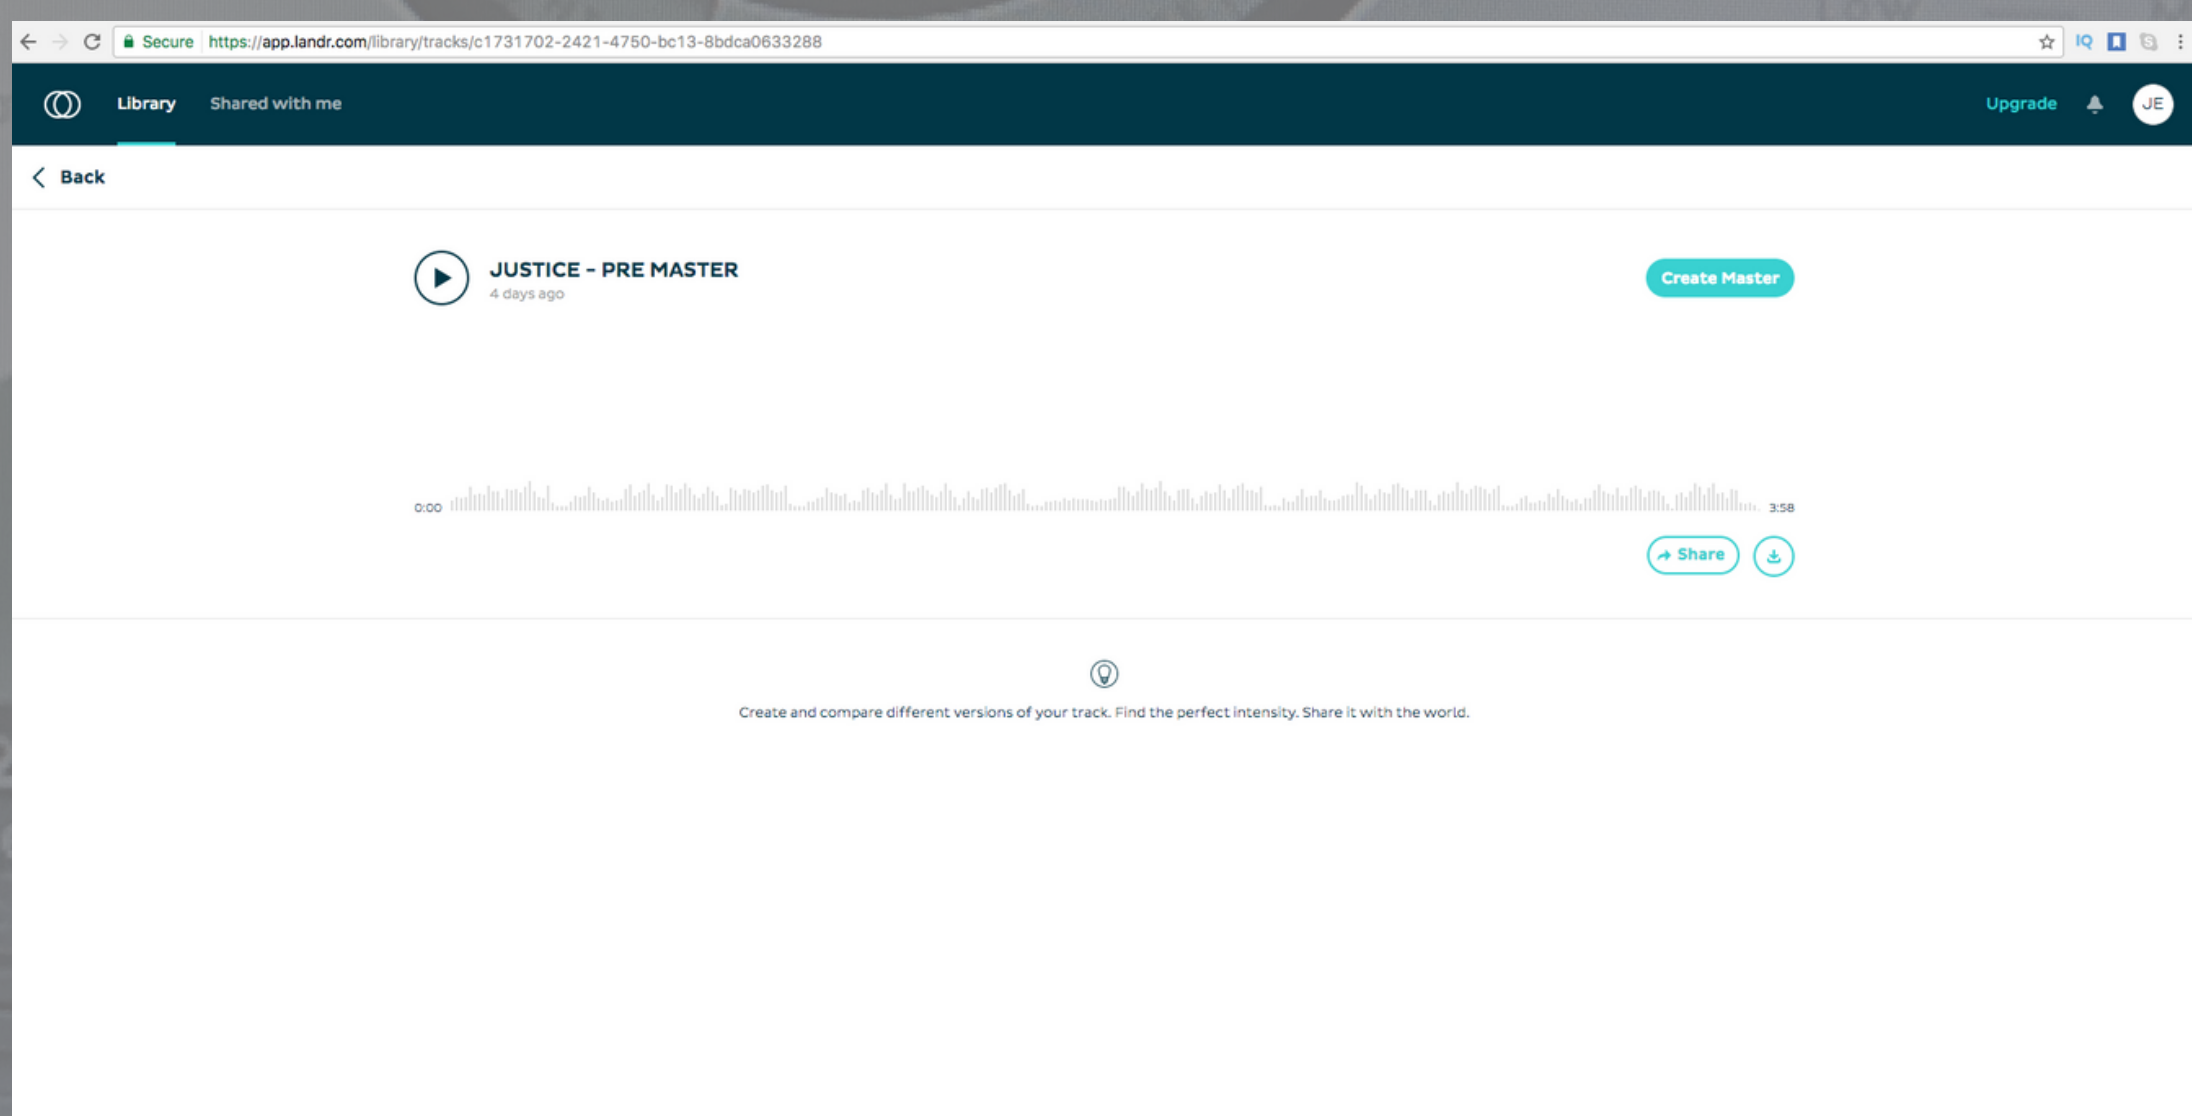 Secure https://app.landr.com/library/tracks/c1731702-2421-4750-bc13-8bdca0633288 IQ
Library Shared with me Upgrade JE
Back
JUSTICE - PRE MASTER
4 days ago
Create Master
0:00 3:58
Share
Create and compare different versions of your track. Find the perfect intensity. Share it with the world.